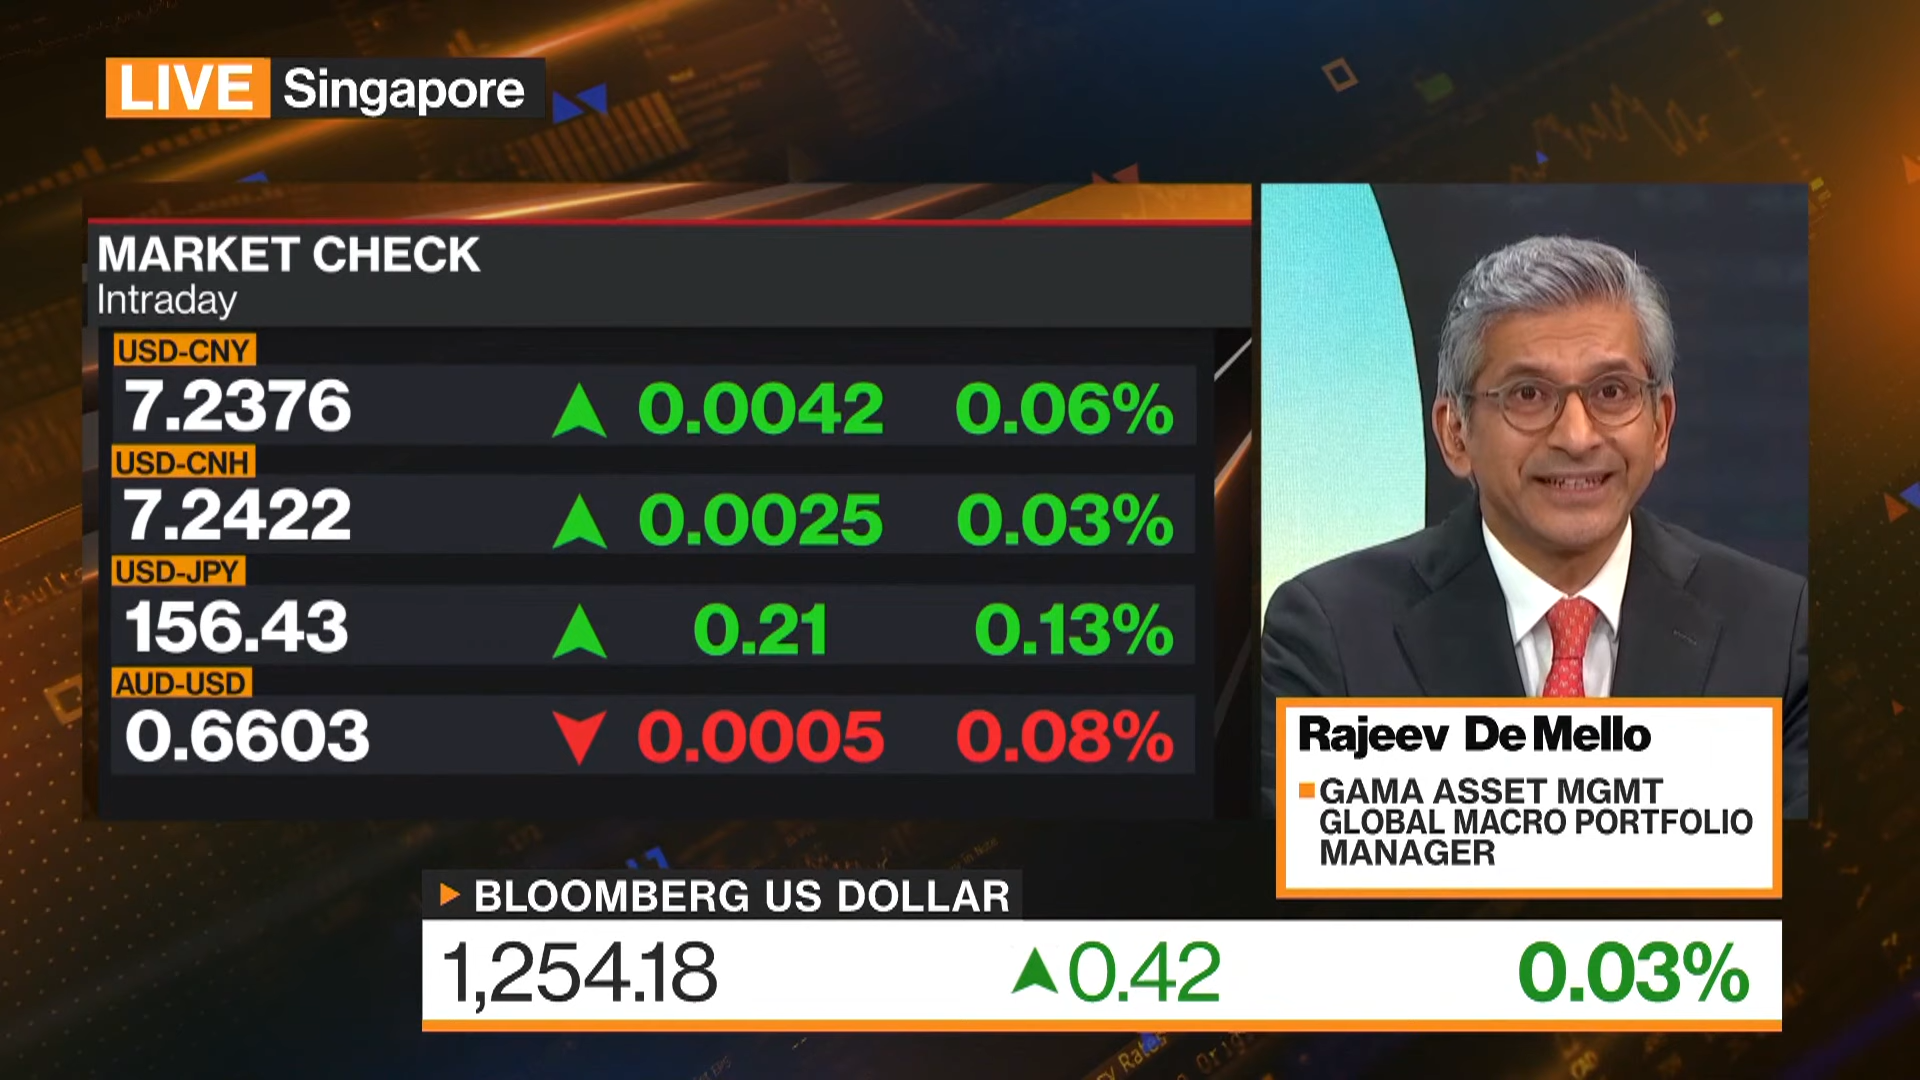 LIVE Singapore
MARKET CHECK
Intraday
USD-CNY
7.2376 ▲ 0.0042 0.06%
USD-CNH
7.2422 ▲ 0.0025 0.03%
USD-JPY
156.43 ▲ 0.21 0.13%
AUD-USD
0.6603 ▼ 0.0005 0.08%
Rajeev De Mello
GAMA ASSET MGMT
GLOBAL MACRO PORTFOLIO
MANAGER
BLOOMBERG US DOLLAR
1,254.18 ▲0.42 0.03%